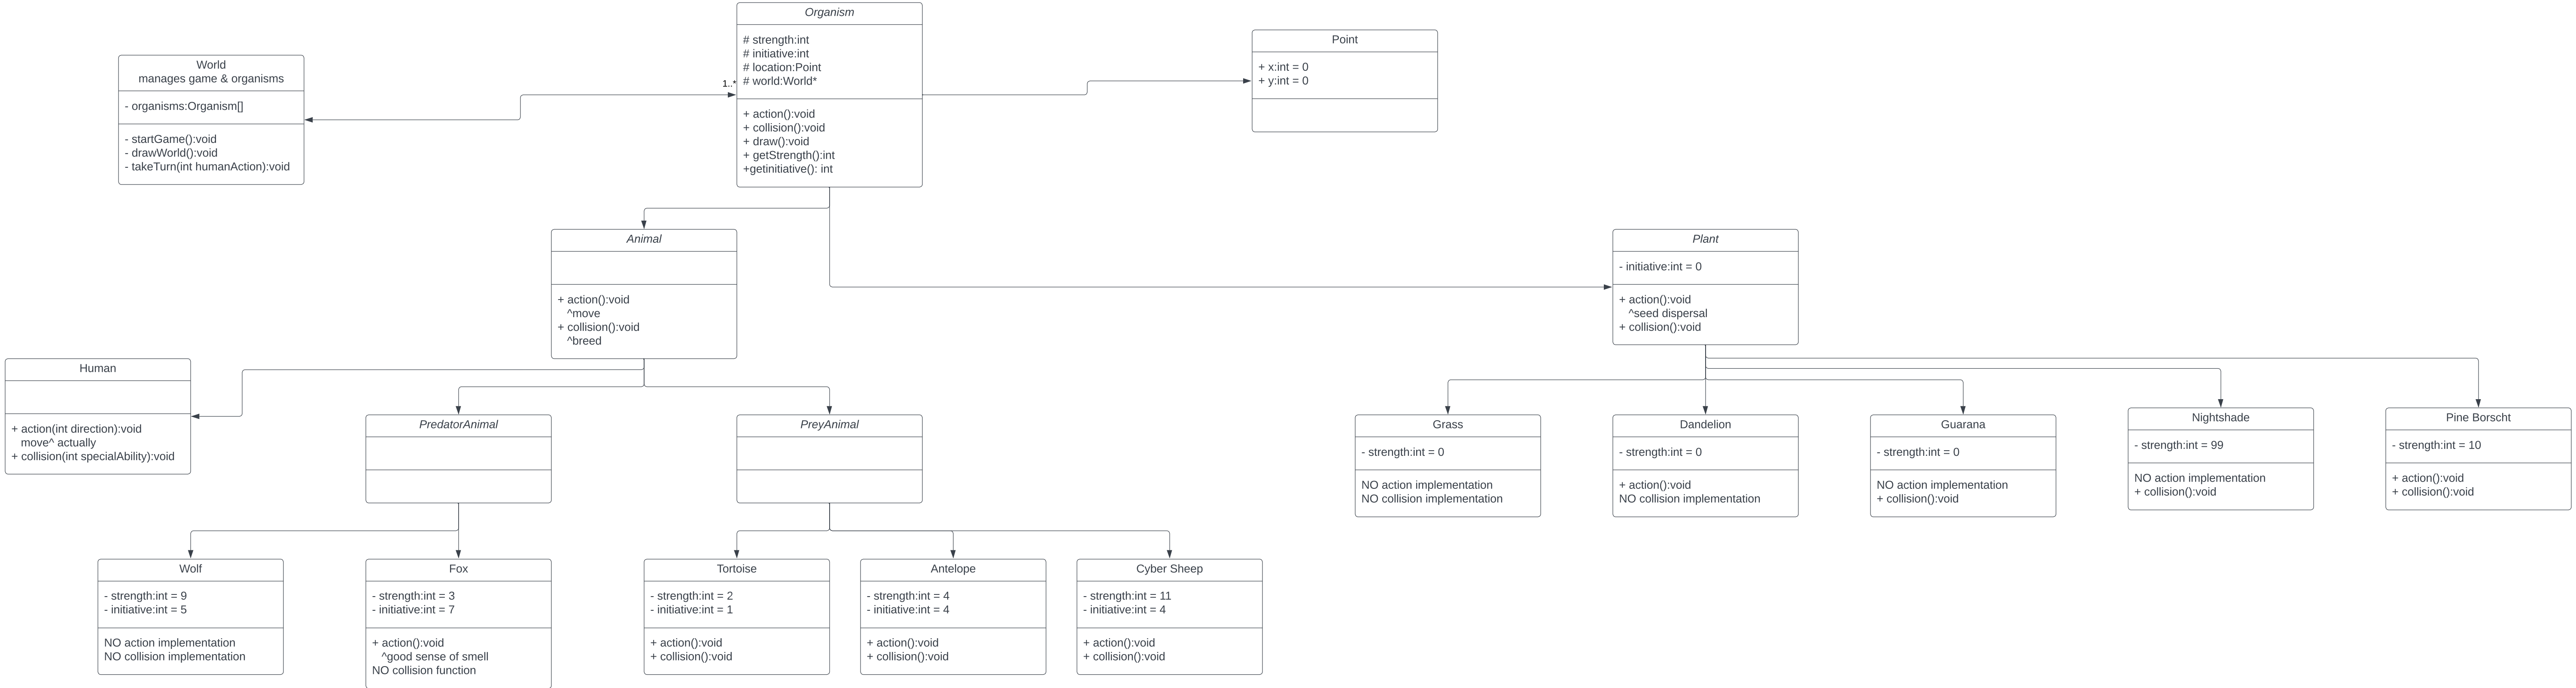 Organism
# strength:int
# initiative:int
# location:Point
# world:World*
+ action():void
+ collision():void
+ draw():void
+ getStrength():int
+getinitiative(): int
Point
+ x:int = 0
+ y:int = 0
World
manages game & organisms
- organisms:Organism[]
- startGame():void
- drawWorld():void
- takeTurn(int humanAction):void
1..*
Animal
+ action():void
^move
+ collision():void
^breed
Plant
- initiative:int = 0
+ action():void
^seed dispersal
+ collision():void
Human
+ action(int direction):void
move^ actually
+ collision(int specialAbility):void
PredatorAnimal
PreyAnimal
Grass
- strength:int = 0
NO action implementation
NO collision implementation
Dandelion
- strength:int = 0
+ action():void
NO collision implementation
Guarana
- strength:int = 0
NO action implementation
+ collision():void
Nightshade
- strength:int = 99
NO action implementation
+ collision():void
Pine Borscht
- strength:int = 10
+ action():void
+ collision():void
Wolf
- strength:int = 9
- initiative:int = 5
NO action implementation
NO collision implementation
Fox
- strength:int = 3
- initiative:int = 7
+ action():void
^good sense of smell
NO collision function
Tortoise
- strength:int = 2
- initiative:int = 1
+ action():void
+ collision():void
Antelope
- strength:int = 4
- initiative:int = 4
+ action():void
+ collision():void
Cyber Sheep
- strength:int = 11
- initiative:int = 4
+ action():void
+ collision():void